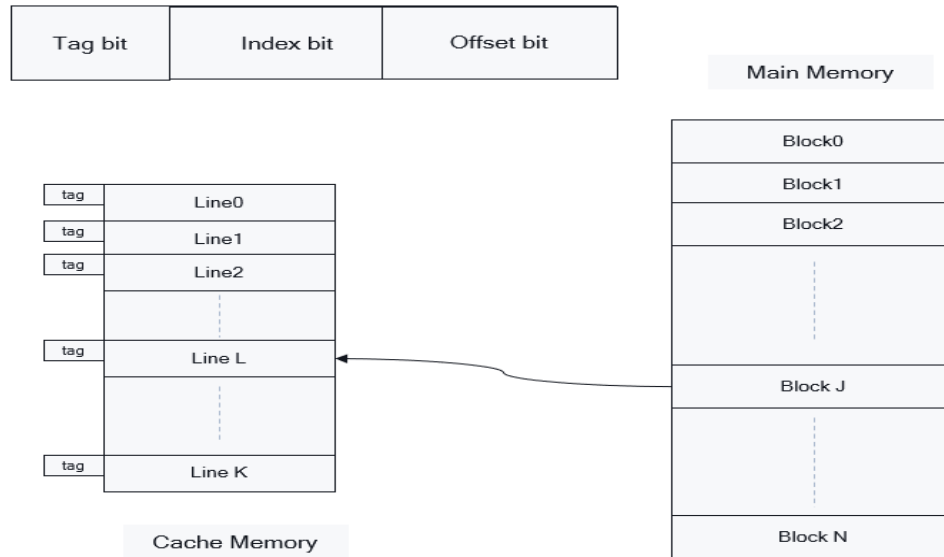 Tag bit
Index bit
Offset bit
Main Memory
Block0
Block1
Block2
Block J
Block N
tag
Line0
tag
Line1
tag
Line2
tag
Line L
tag
Line K
Cache Memory